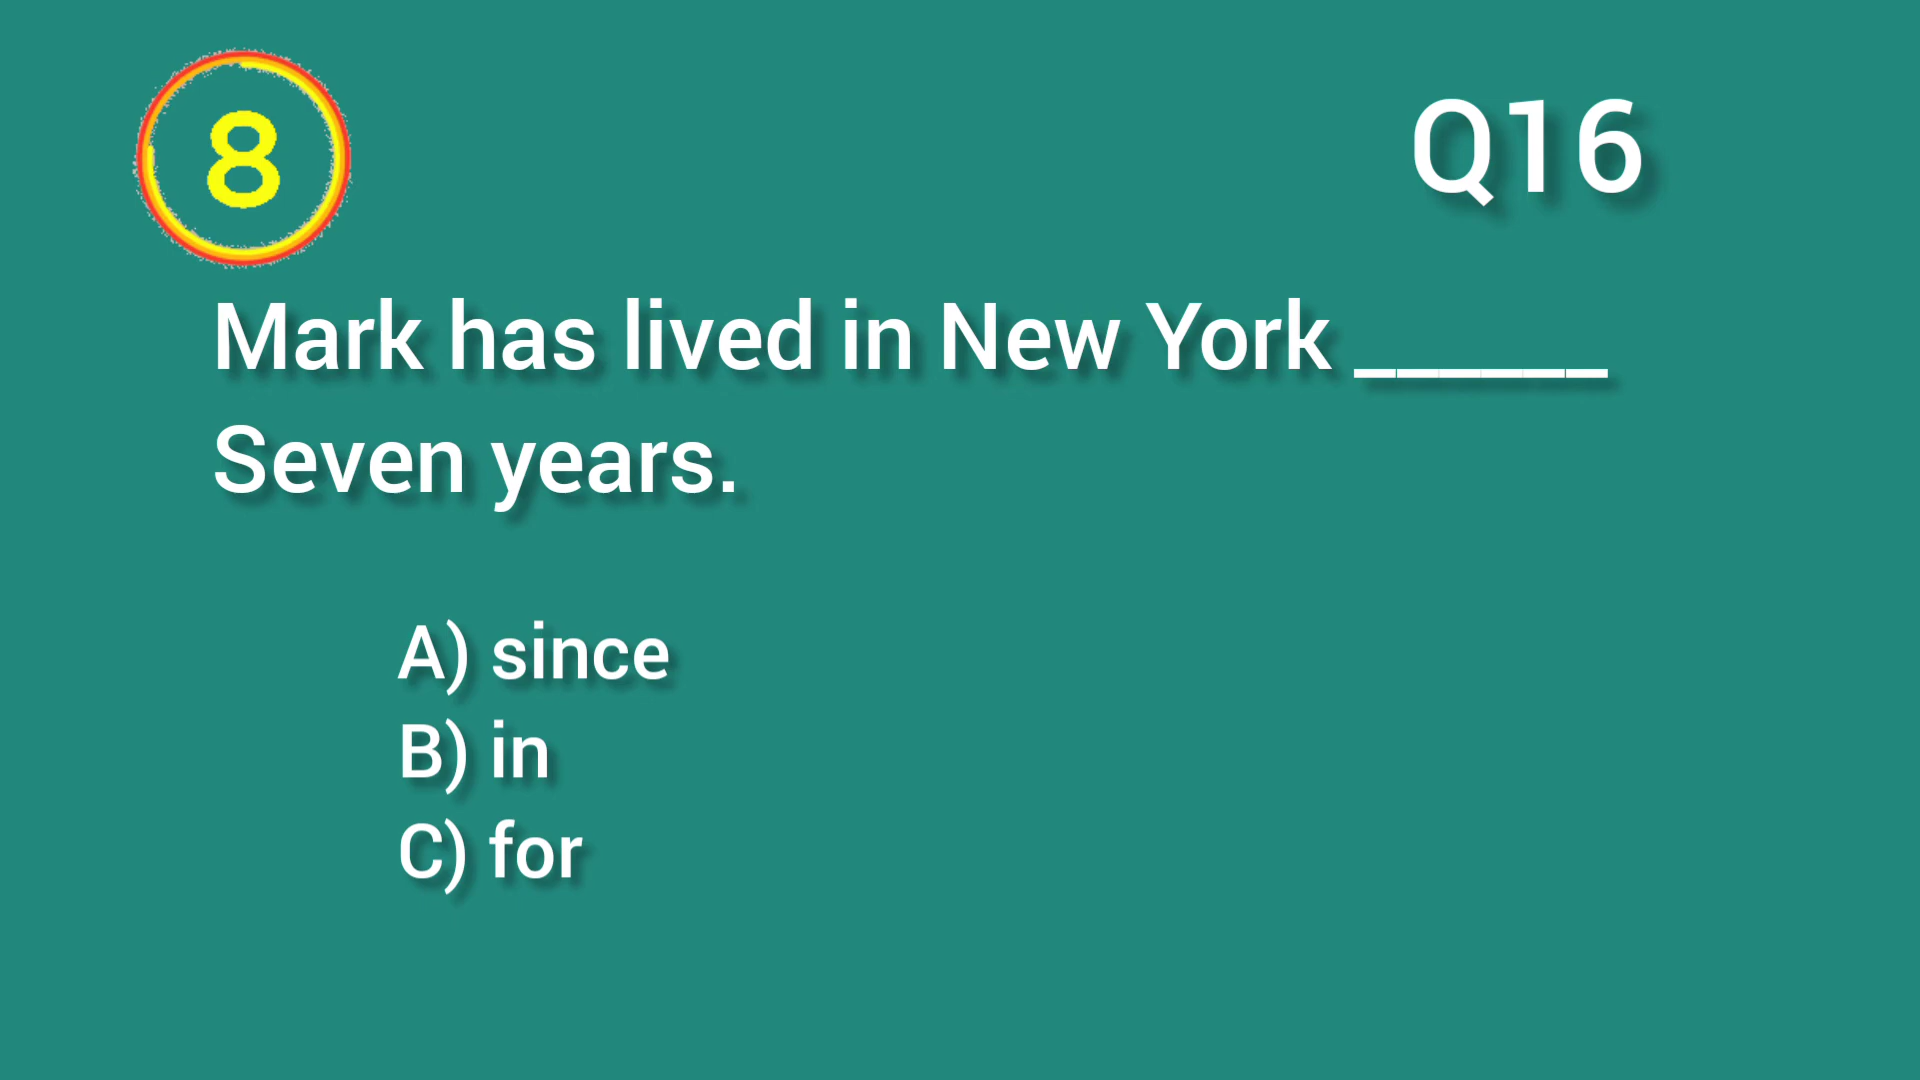 8
Q16
Mark has lived in New York ______
Seven years.
A) since
B) in
C) for